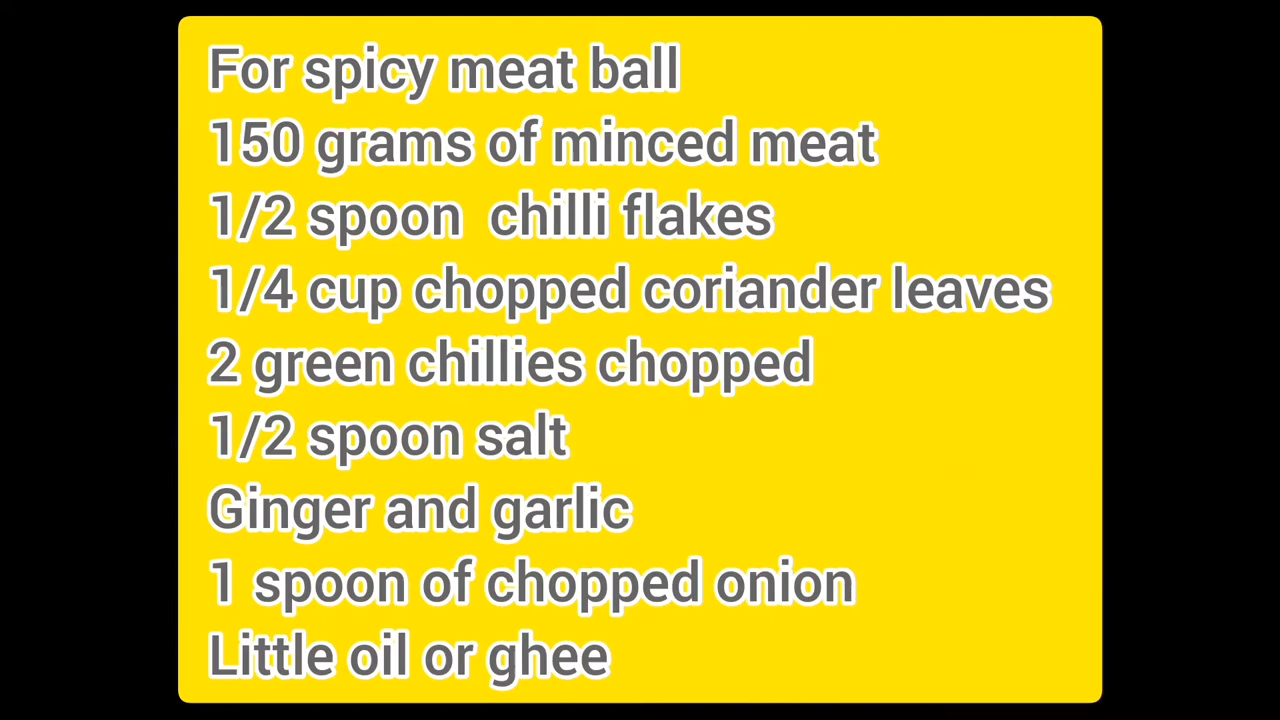 For spicy meat ball
150 grams of minced meat
1/2 spoon  chilli flakes
1/4 cup chopped coriander leaves
2 green chillies chopped
1/2 spoon salt
Ginger and garlic
1 spoon of chopped onion
Little oil or ghee